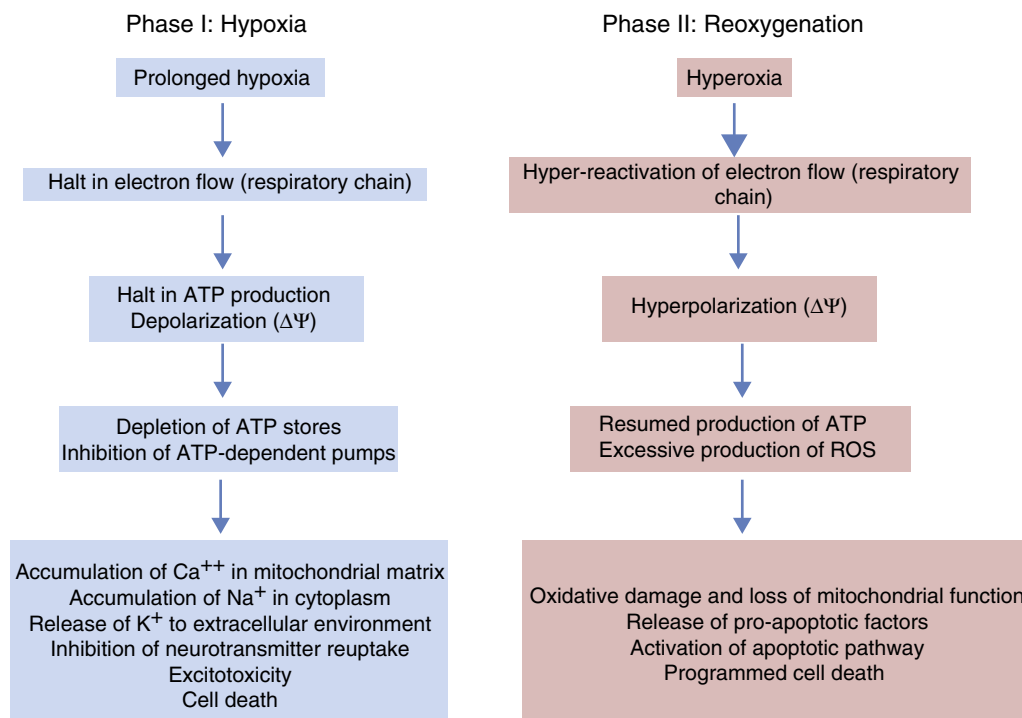 Phase I: Hypoxia
Prolonged hypoxia
Halt in electron flow (respiratory chain)
Halt in ATP production
Depolarization (ΔΨ)
Depletion of ATP stores
Inhibition of ATP-dependent pumps
Accumulation of Ca++ in mitochondrial matrix
Accumulation of Na+ in cytoplasm
Release of K+ to extracellular environment
Inhibition of neurotransmitter reuptake
Excitotoxicity
Cell death
Phase II: Reoxygenation
Hyperoxia
Hyper-reactivation of electron flow (respiratory
chain)
Hyperpolarization (ΔΨ)
Resumed production of ATP
Excessive production of ROS
Oxidative damage and loss of mitochondrial function
Release of pro-apoptotic factors
Activation of apoptotic pathway
Programmed cell death